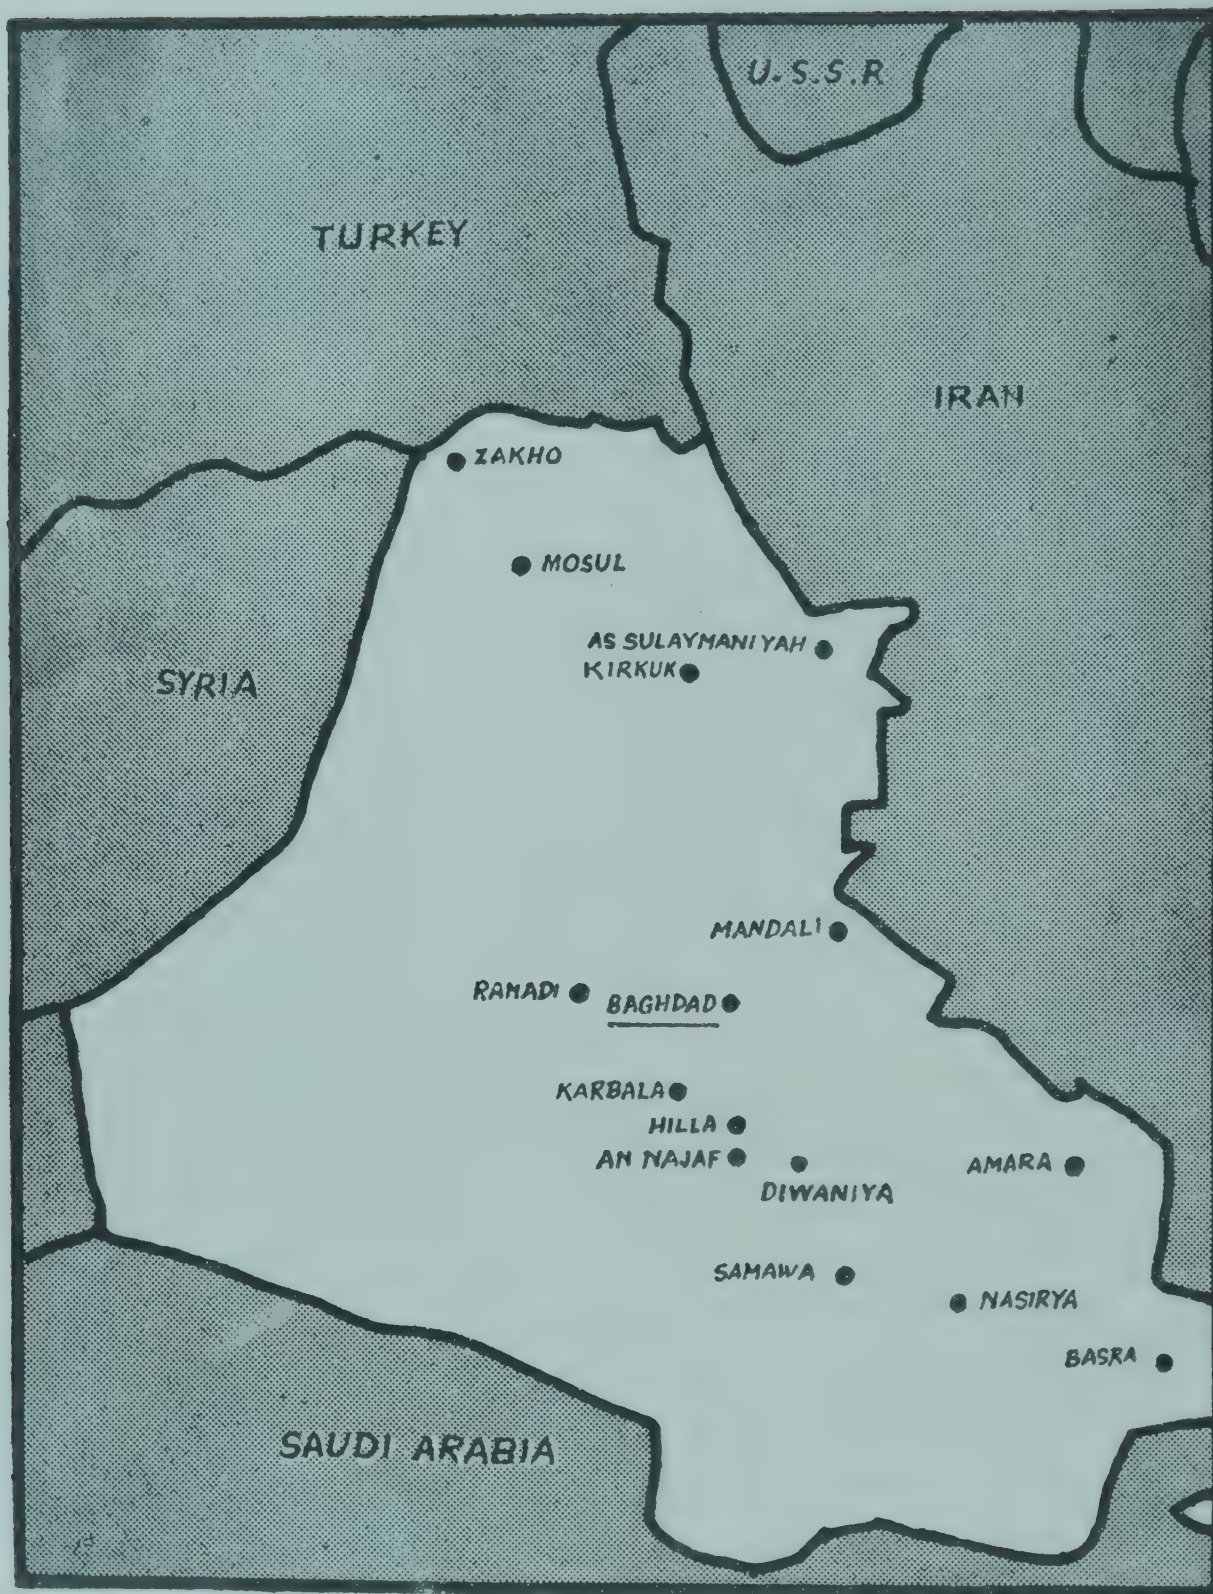 U.S.S.R
TURKEY
IRAN
ZAKHO
MOSUL
AS SULAYMANIYAH
KIRKUK
SYRIA
MANDALI
RAMADI
BAGHDAD
KARBALA
HILLA
AN NAJAF
DIWANIYA
AMARA
SAMAWA
NASIRYA
BASRA
SAUDI ARABIA